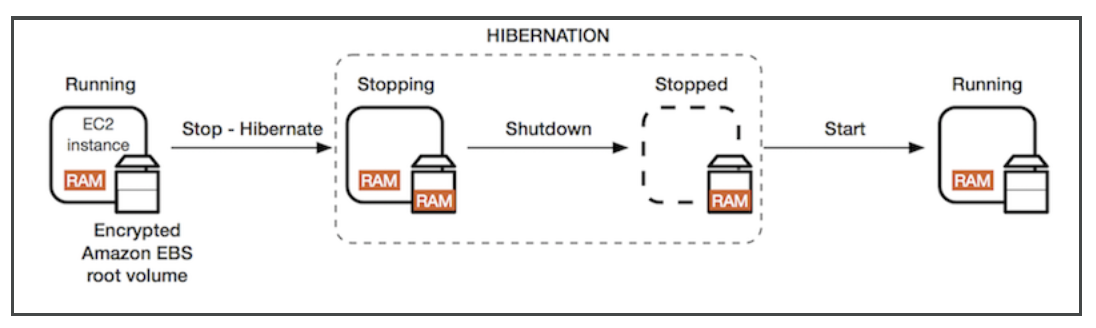 HIBERNATION
Running
Stopping
Stopped
Running
EC2
instance
RAM
Stop - Hibernate
RAM
RAM
Shutdown
RAM
Start
RAM
Encrypted
Amazon EBS
root volume